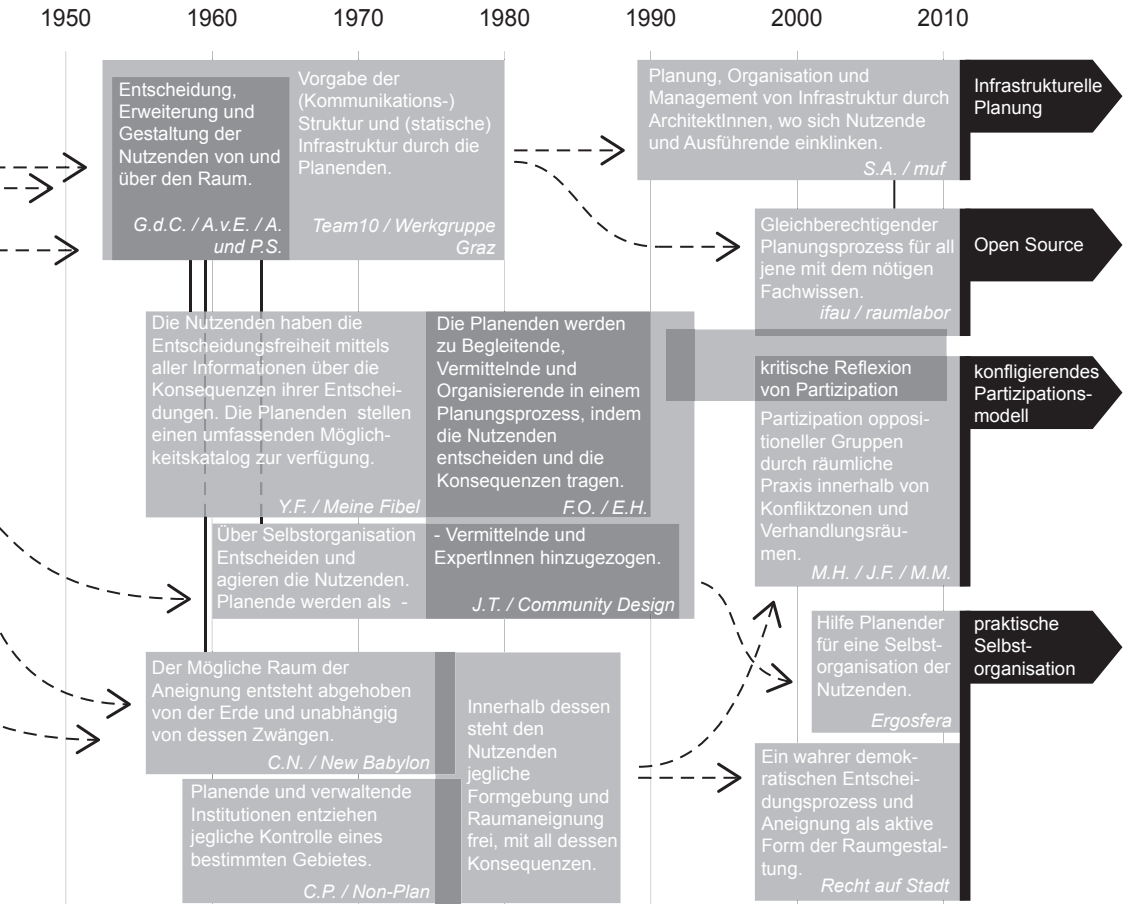 1950 1960 1970 1980 1990 2000 2010
Entscheidung,
Erweiterung und
Gestaltung der
Nutzenden von und
über den Raum.
G.d.C. / A.v.E. / A.
und P.S.
Vorgabe der
(Kommunikations-)
Struktur und (statische)
Infrastruktur durch die
Planenden.
Team10 / Werkgruppe
Graz
Planung, Organisation und
Management von Infrastruktur durch
ArchitektInnen, wo sich Nutzende
und Ausführende einklinken.
S.A. / muf
Infrastrukturelle
Planung
Gleichberechtigender
Planungsprozess für all
jene mit dem nötigen
Fachwissen.
ifau / raumlabor
Open Source
Die Nutzenden haben die
Entscheidungsfreiheit mittels
aller Informationen über die
Konsequenzen ihrer Entschei-
dungen. Die Planenden stellen
einen umfassenden Möglich-
keitskatalog zur verfügung.
Y.F. / Meine Fibel
Die Planenden werden
zu Begleitende,
Vermittelnde und
Organisierende in einem
Planungsprozess, indem
die Nutzenden
entscheiden und die
Konsequenzen tragen.
F.O. / E.H.
kritische Reflexion
von Partizipation
Partizipation opposi-
tioneller Gruppen
durch räumliche
Praxis innerhalb von
Konfliktzonen und
Verhandlungsräu-
men.
M.H. / J.F. / M.M.
konfligierendes
Partizipations-
modell
Über Selbstorganisation
Entscheiden und
agieren die Nutzenden.
Planende werden als -
- Vermittelnde und
ExpertInnen hinzugezogen.
J.T. / Community Design
Hilfe Planender
für eine Selbst-
organisation der
Nutzenden.
Ergosfera
praktische
Selbst-
organisation
Der Mögliche Raum der
Aneignung entsteht abgehoben
von der Erde und unabhängig
von dessen Zwängen.
C.N. / New Babylon
Planende und verwaltende
Institutionen entziehen
jegliche Kontrolle eines
bestimmten Gebietes.
C.P. / Non-Plan
Innerhalb dessen
steht den
Nutzenden
jegliche
Formgebung und
Raumaneignung
frei, mit all dessen
Konsequenzen.
Ein wahrer demok-
ratischen Entschei-
dungsprozess und
Aneignung als aktive
Form der Raumgestal-
tung.
Recht auf Stadt